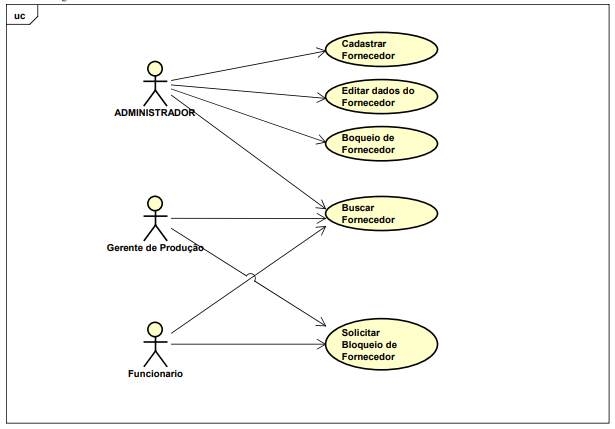 uc
Cadastrar
Fornecedor
ADMINISTRADOR
Editar dados do
Fornecedor
Boqueio de
Fornecedor
Gerente de Produção
Buscar
Fornecedor
Funcionario
Solicitar
Bloqueio de
Fornecedor